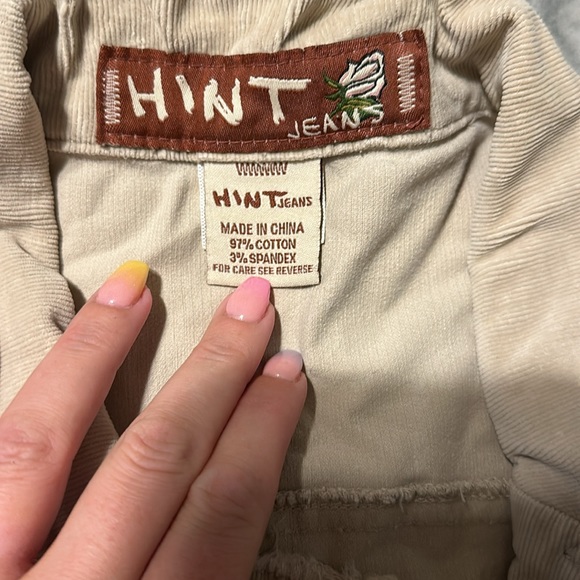 HINT
JEANS
HINT JEANS
MADE IN CHINA
97% COTTON
3% SPANDEX
FOR CARE SEE REVERSE